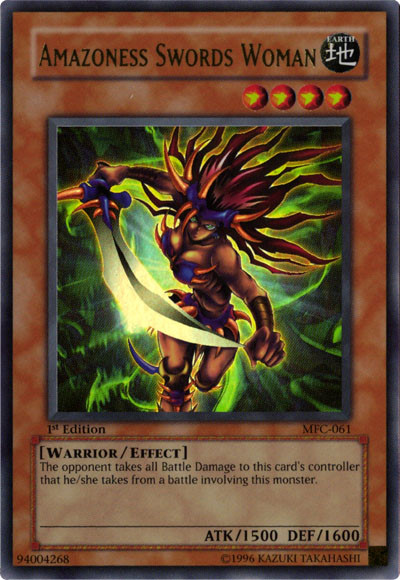 AMAZONESS SWORDS WOMAN
EARTH
地
1st Edition
MFC-061
[WARRIOR/EFFECT]
The opponent takes all Battle Damage to this card's controller
that he/she takes from a battle involving this monster.
ATK/1500 DEF/1600
94004268
©1996 KAZUKI TAKAHASHI